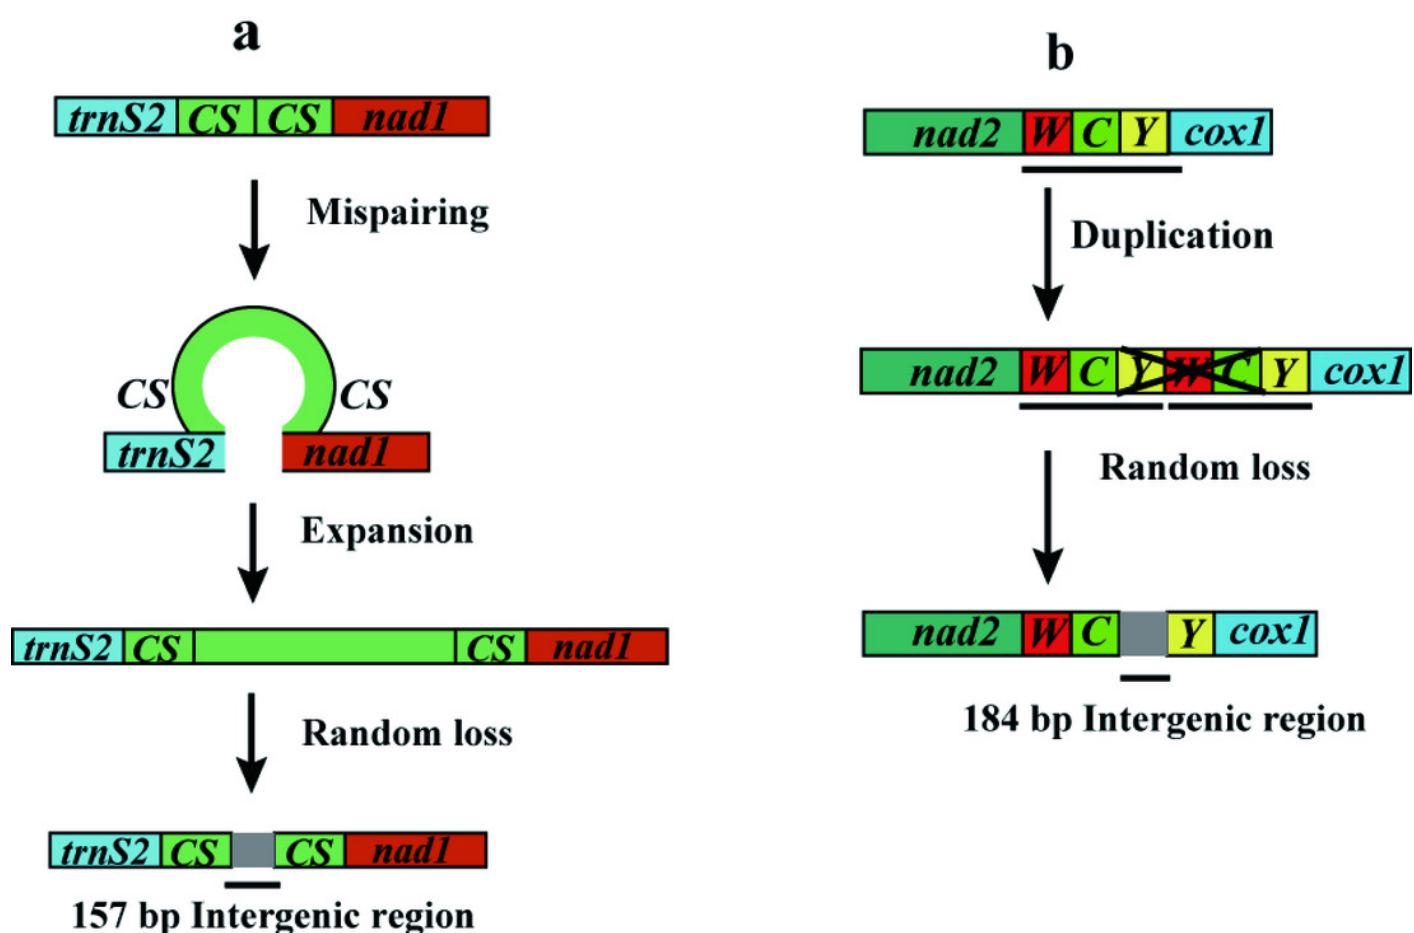 a
trnS2 CS CS nad1
Mispairing
CS CS
trnS2 nad1
Expansion
trnS2 CS CS nad1
Random loss
trnS2 CS CS nad1
157 bp Intergenic region
b
nad2 W C Y cox1
Duplication
nad2 W C Y W C Y cox1
Random loss
nad2 W C Y cox1
184 bp Intergenic region